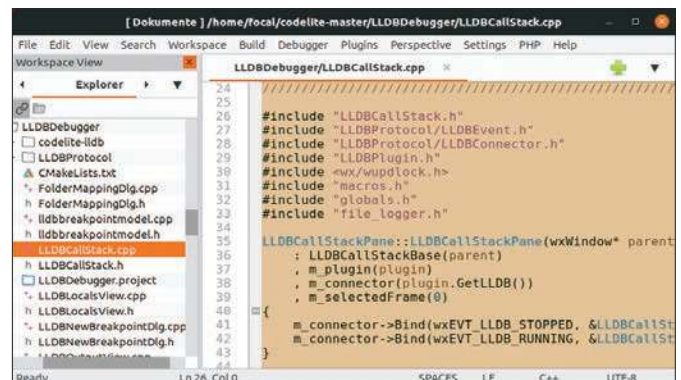 [ Dokumente ] /home/focal/codelite-master/LLDBDebugger/LLDBCallStack.cpp
File Edit View Search Workspace Build Debugger Plugins Perspective Settings PHP Help
Workspace View
Explorer
LLDBDebugger
codelite-lldb
LLDBProtocol
CMakeLists.txt
FolderMappingDlg.cpp
FolderMappingDlg.h
lldbbreakpointmodel.cpp
lldbbreakpointmodel.h
LLDBCallStack.cpp
LLDBCallStack.h
LLDBDebugger.project
LLDBLocalsView.cpp
LLDBLocalsView.h
LLDBNewBreakpointDlg.cpp
LLDBNewBreakpointDlg.h
LLDBOutputView.cpp
LLDBDebugger/LLDBCallStack.cpp
24 ////////////////////////////////////////////////////////////
25
26 #include "LLDBCallStack.h"
27 #include "LLDBProtocol/LLDBEvent.h"
28 #include "LLDBProtocol/LLDBConnector.h"
29 #include "LLDBPlugin.h"
30 #include <wx/wupdlock.h>
31 #include "macros.h"
32 #include "globals.h"
33 #include "file_logger.h"
34
35 LLDBCallStackPane::LLDBCallStackPane(wxWindow* parent
36 : LLDBCallStackBase(parent)
37 , m_plugin(plugin)
38 , m_connector(plugin.GetLLDB())
39 , m_selectedFrame(0)
40 {
41 m_connector->Bind(wxEVT_LLDB_STOPPED, &LLDBCallSt
42 m_connector->Bind(wxEVT_LLDB_RUNNING, &LLDBCallSt
43 }
44
Ready Ln 26, Col 0 SPACES LF C++ UTF-8